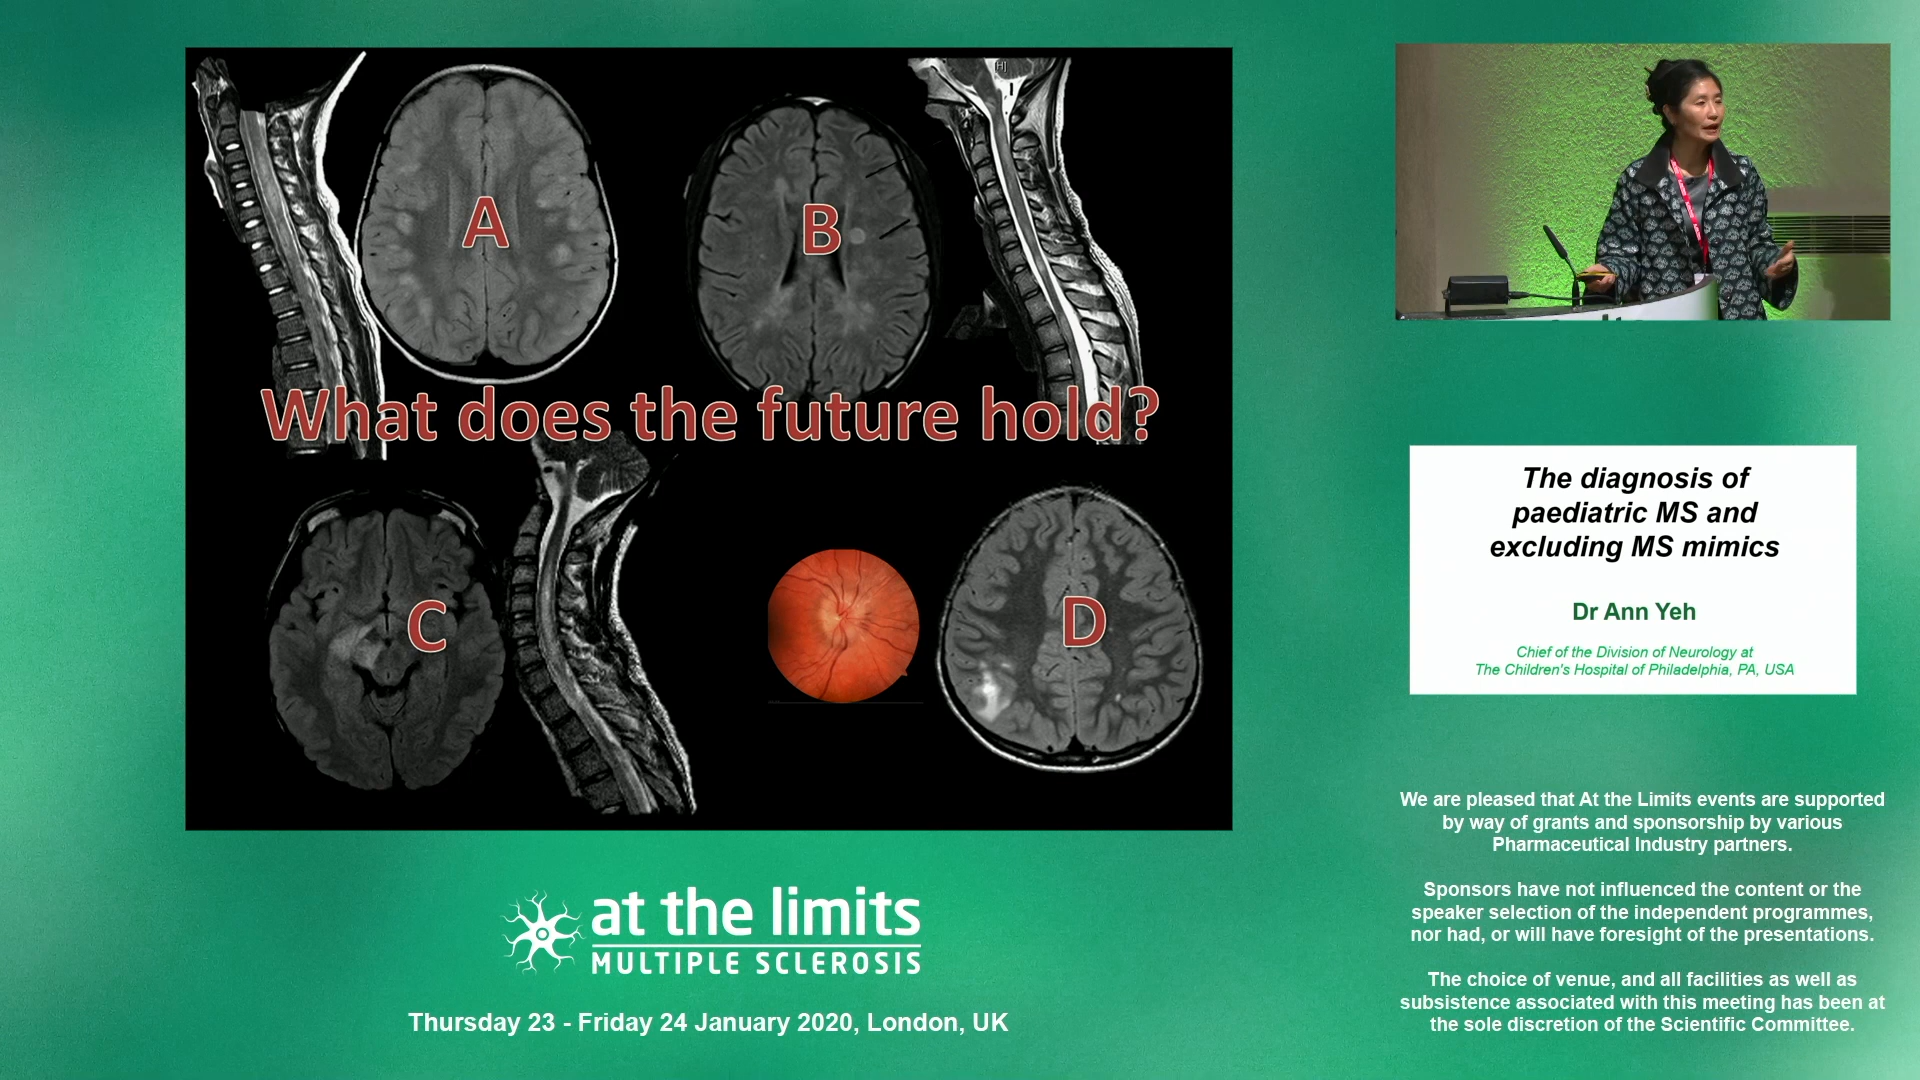 [H]
A
B
What does the future hold?
C
D
The diagnosis of
paediatric MS and
excluding MS mimics
Dr Ann Yeh
Chief of the Division of Neurology at
The Children's Hospital of Philadelphia, PA, USA
We are pleased that At the Limits events are supported
by way of grants and sponsorship by various
Pharmaceutical Industry partners.
Sponsors have not influenced the content or the
speaker selection of the independent programmes,
nor had, or will have foresight of the presentations.
The choice of venue, and all facilities as well as
subsistence associated with this meeting has been at
the sole discretion of the Scientific Committee.
at the limits
MULTIPLE SCLEROSIS
Thursday 23 - Friday 24 January 2020, London, UK